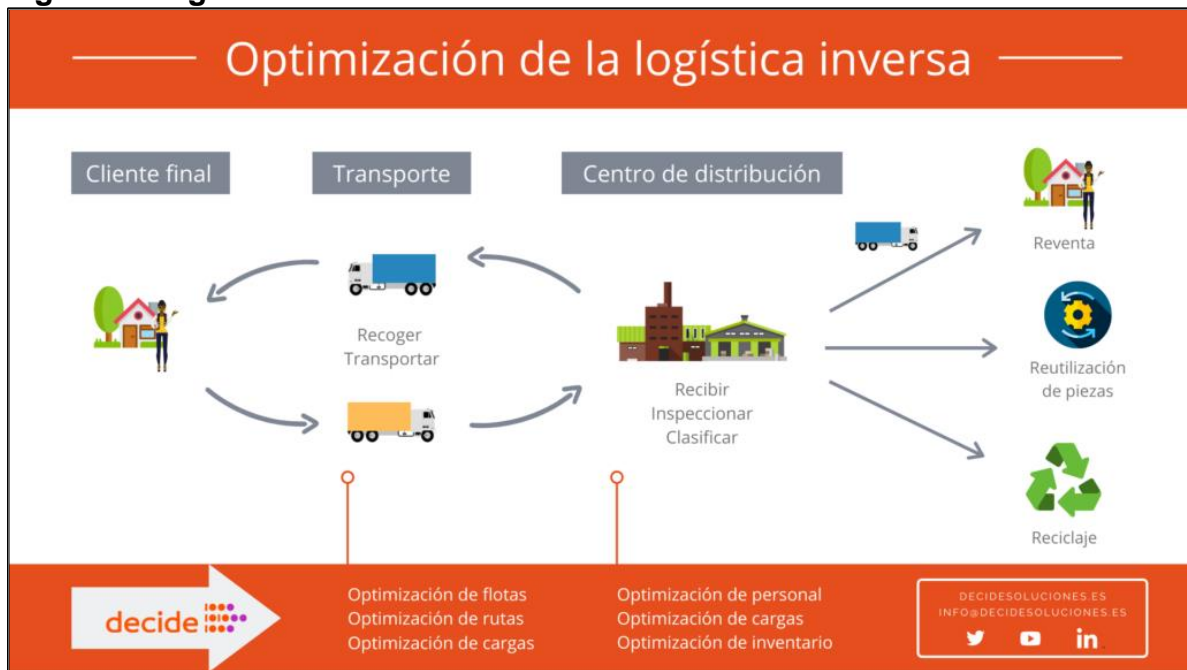 Optimización de la logística inversa
Cliente final
Transporte
Centro de distribución
Recoger
Transportar
Recibir
Inspeccionar
Clasificar
Reventa
Reutilización
de piezas
Reciclaje
decide
Optimización de flotas
Optimización de rutas
Optimización de cargas
Optimización de personal
Optimización de cargas
Optimización de inventario
DECIDESOLUCIONES.ES
INFO@DECIDESOLUCIONES.ES
in